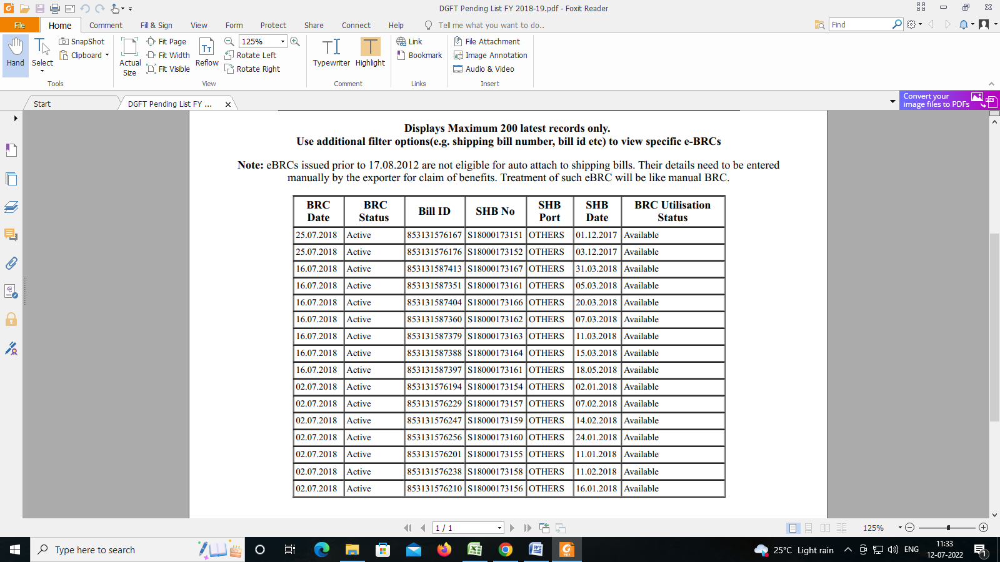 DGFT Pending List FY 2018-19.pdf - Foxit Reader
File Home Comment Fill & Sign View Form Protect Share Connect Help Tell me what you want to do.. Find
Hand
Select
SnapShot
Clipboard
Tools
Actual Size
Fit Page
Fit Width
Fit Visible
Reflow
125%
Rotate Left
Rotate Right
View
Typewriter
Highlight
Comment
Link
Bookmark
Links
File Attachment
Image Annotation
Audio & Video
Insert
Start
DGFT Pending List FY ...
Convert your
image files to PDFs
Displays Maximum 200 latest records only.
Use additional filter options(e.g. shipping bill number, bill id etc) to view specific e-BRCs
Note: eBRCs issued prior to 17.08.2012 are not eligible for auto attach to shipping bills. Their details need to be entered
manually by the exporter for claim of benefits. Treatment of such eBRC will be like manual BRC.
BRC Date BRC Status Bill ID SHB No SHB Port SHB Date BRC Utilisation Status
25.07.2018 Active 853131576167 S18000173151 OTHERS 01.12.2017 Available
25.07.2018 Active 853131576176 S18000173152 OTHERS 03.12.2017 Available
16.07.2018 Active 853131587413 S18000173167 OTHERS 31.03.2018 Available
16.07.2018 Active 853131587351 S18000173161 OTHERS 05.03.2018 Available
16.07.2018 Active 853131587404 S18000173166 OTHERS 20.03.2018 Available
16.07.2018 Active 853131587360 S18000173162 OTHERS 07.03.2018 Available
16.07.2018 Active 853131587379 S18000173163 OTHERS 11.03.2018 Available
16.07.2018 Active 853131587388 S18000173164 OTHERS 15.03.2018 Available
16.07.2018 Active 853131587397 S18000173161 OTHERS 18.05.2018 Available
02.07.2018 Active 853131576194 S18000173154 OTHERS 02.01.2018 Available
02.07.2018 Active 853131576229 S18000173157 OTHERS 07.02.2018 Available
02.07.2018 Active 853131576247 S18000173159 OTHERS 14.02.2018 Available
02.07.2018 Active 853131576256 S18000173160 OTHERS 24.01.2018 Available
02.07.2018 Active 853131576201 S18000173155 OTHERS 11.01.2018 Available
02.07.2018 Active 853131576238 S18000173158 OTHERS 11.02.2018 Available
02.07.2018 Active 853131576210 S18000173156 OTHERS 16.01.2018 Available
1 / 1
125%
Type here to search
25°C Light rain
ENG
11:33
12-07-2022
1